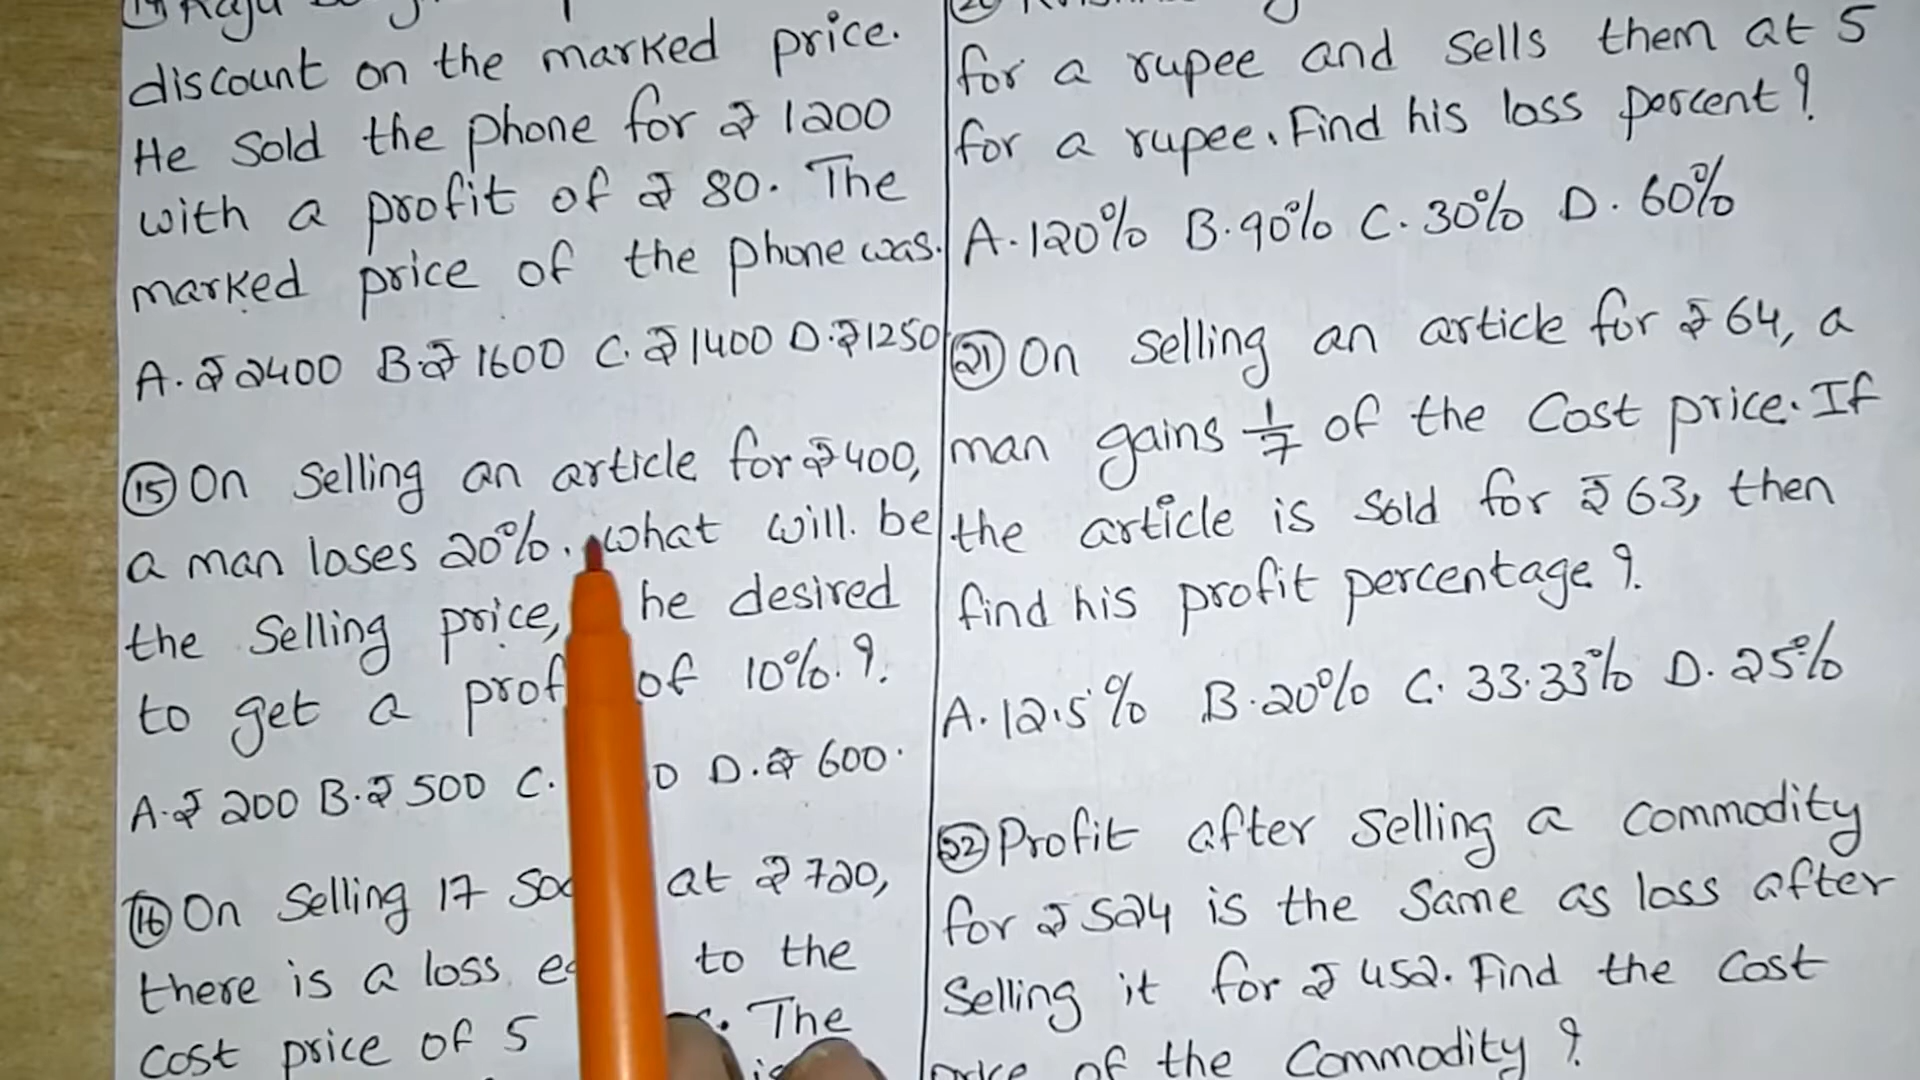 discount on the marked price.
He sold the phone for ₹ 1200
with a profit of ₹ 80. The
marked price of the phone was.
A. ₹ 2400 B. ₹ 1600 C. ₹ 1400 D. ₹ 1250
15 On selling an article for ₹ 400,
a man loses 20%. what will be
the selling price, he desired
to get a of 10%?
A. ₹ 200 B. ₹ 500 C. D. ₹ 600.
16 On selling 17 at ₹ 720,
there is a loss to the
cost price of 5 The
for a rupee and sells them at 5
for a rupee. Find his loss percent?
A. 120% B. 90% C. 30% D. 60%
21 On selling an article for ₹ 64, a
man gains 1/7 of the cost price. If
the article is sold for ₹ 63, then
find his profit percentage?
A. 12.5% B. 20% C. 33.33% D. 25%
22 Profit after selling a commodity
for ₹ 524 is the same as loss after
selling it for ₹ 452. Find the cost
price of the commodity?